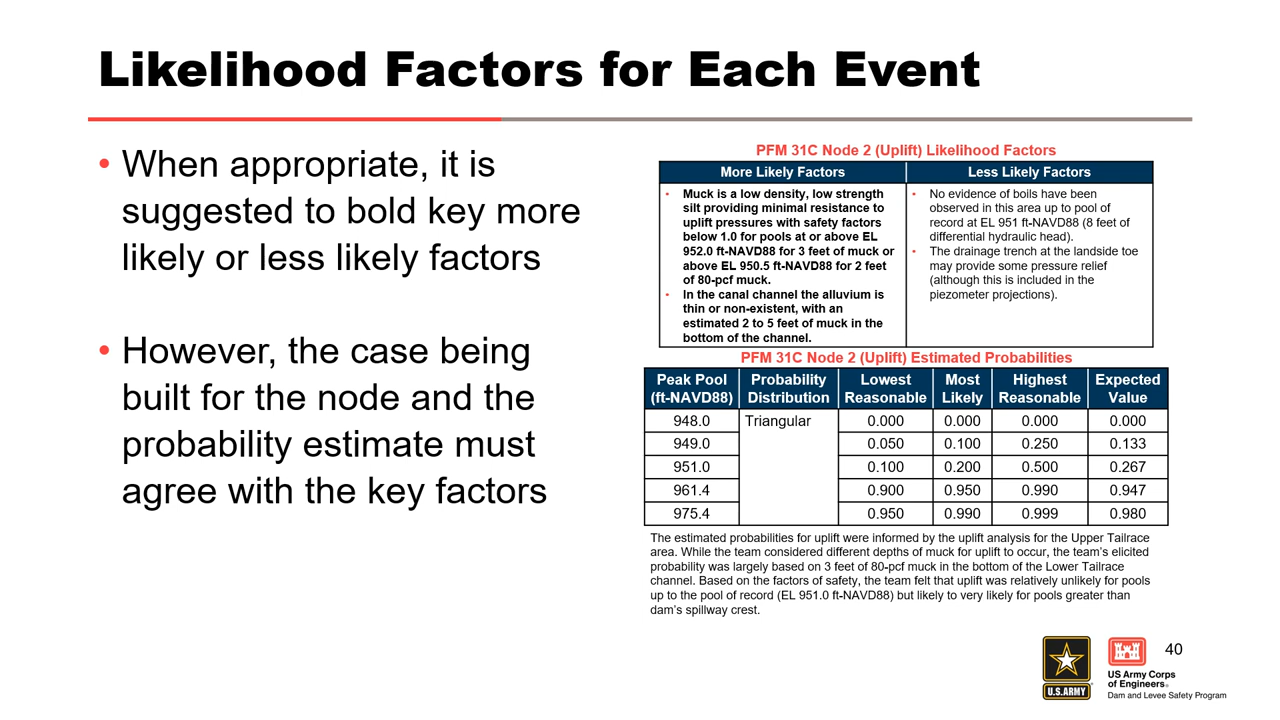 Likelihood Factors for Each Event
• When appropriate, it is
suggested to bold key more
likely or less likely factors
• However, the case being
built for the node and the
probability estimate must
agree with the key factors
PFM 31C Node 2 (Uplift) Likelihood Factors
More Likely Factors
• Muck is a low density, low strength
silt providing minimal resistance to
uplift pressures with safety factors
below 1.0 for pools at or above EL
952.0 ft-NAVD88 for 3 feet of muck or
above EL 950.5 ft-NAVD88 for 2 feet
of 80-pcf muck.
• In the canal channel the alluvium is
thin or non-existent, with an
estimated 2 to 5 feet of muck in the
bottom of the channel.
Less Likely Factors
• No evidence of boils have been
observed in this area up to pool of
record at EL 951 ft-NAVD88 (8 feet of
differential hydraulic head).
• The drainage trench at the landside toe
may provide some pressure relief
(although this is included in the
piezometer projections).
PFM 31C Node 2 (Uplift) Estimated Probabilities
Peak Pool (ft-NAVD88) Probability Distribution Lowest Reasonable Most Likely Highest Reasonable Expected Value
948.0 Triangular 0.000 0.000 0.000 0.000
949.0 0.050 0.100 0.250 0.133
951.0 0.100 0.200 0.500 0.267
961.4 0.900 0.950 0.990 0.947
975.4 0.950 0.990 0.999 0.980
The estimated probabilities for uplift were informed by the uplift analysis for the Upper Tailrace
area. While the team considered different depths of muck for uplift to occur, the team's elicited
probability was largely based on 3 feet of 80-pcf muck in the bottom of the Lower Tailrace
channel. Based on the factors of safety, the team felt that uplift was relatively unlikely for pools
up to the pool of record (EL 951.0 ft-NAVD88) but likely to very likely for pools greater than
dam's spillway crest.
U.S.ARMY
US Army Corps
of Engineers®
Dam and Levee Safety Program
40